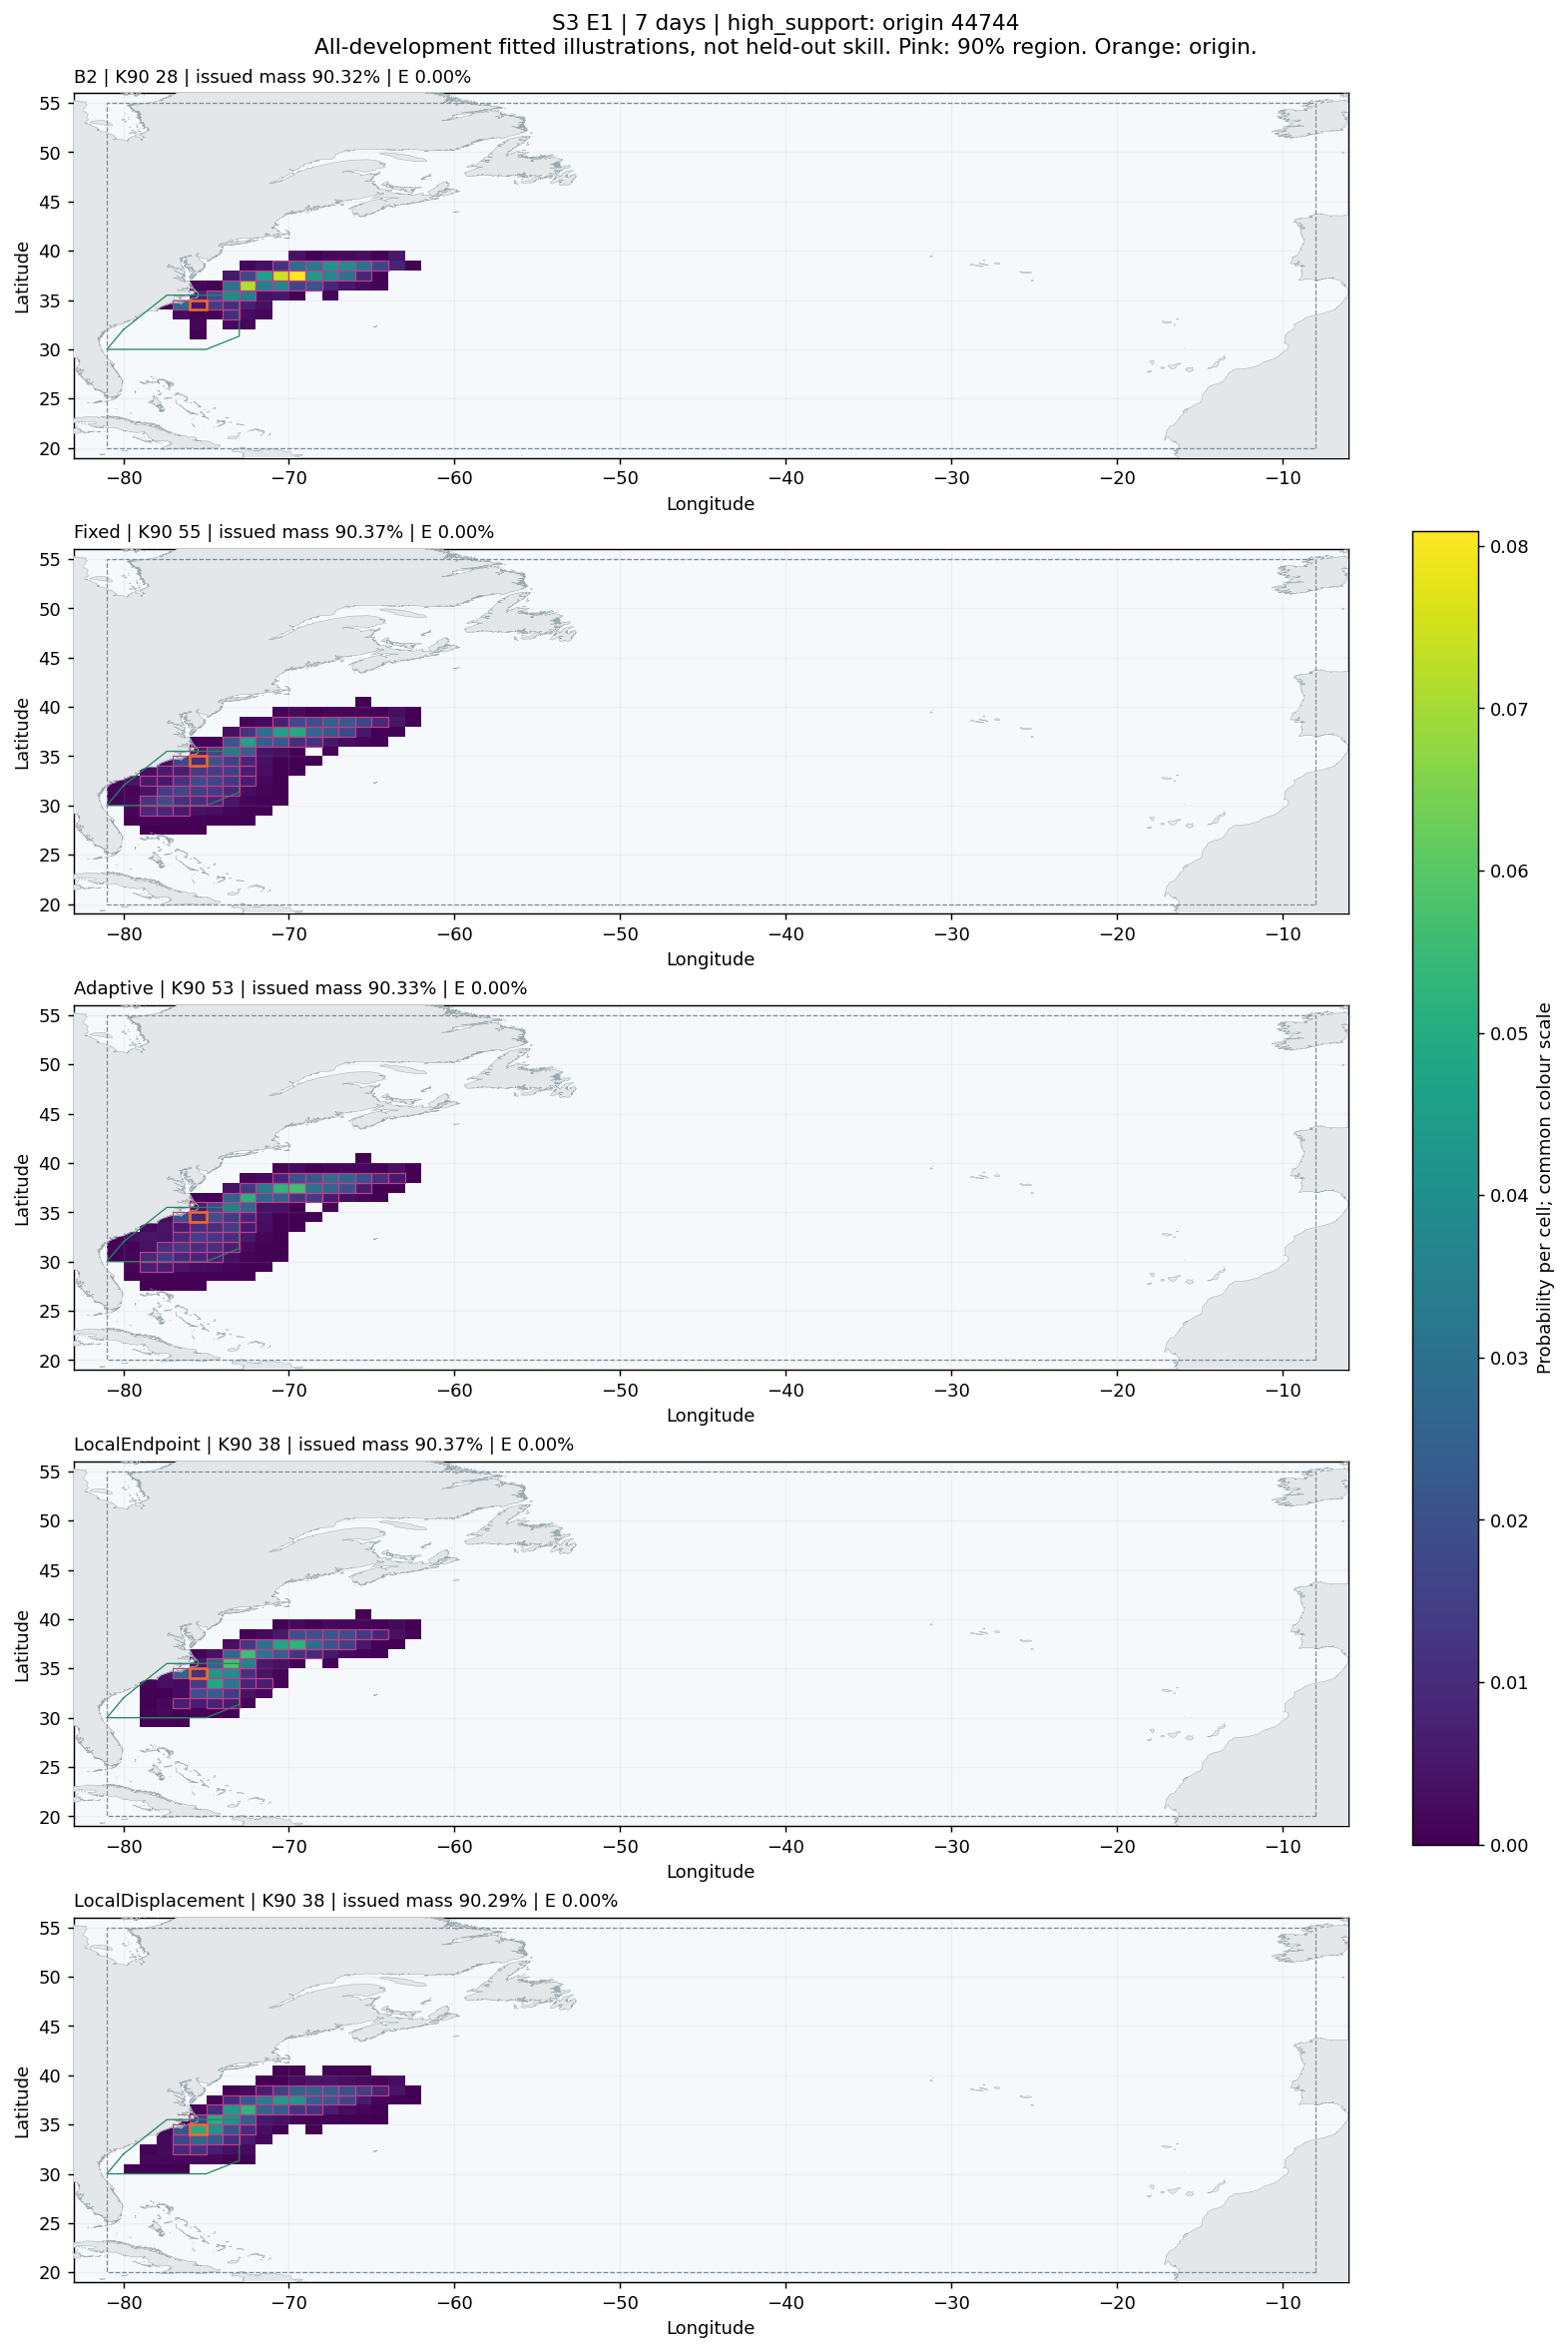 S3 E1 | 7 days | high_support: origin 44744
All-development fitted illustrations, not held-out skill. Pink: 90% region. Orange: origin.
B2 | K90 28 | issued mass 90.32% | E 0.00%
55
50
45
40
35
30
25
20
Latitude
−80 −70 −60 −50 −40 −30 −20 −10
Longitude
Fixed | K90 55 | issued mass 90.37% | E 0.00%
55
50
45
40
35
30
25
20
Latitude
−80 −70 −60 −50 −40 −30 −20 −10
Longitude
Adaptive | K90 53 | issued mass 90.33% | E 0.00%
55
50
45
40
35
30
25
20
Latitude
−80 −70 −60 −50 −40 −30 −20 −10
Longitude
LocalEndpoint | K90 38 | issued mass 90.37% | E 0.00%
55
50
45
40
35
30
25
20
Latitude
−80 −70 −60 −50 −40 −30 −20 −10
Longitude
LocalDisplacement | K90 38 | issued mass 90.29% | E 0.00%
55
50
45
40
35
30
25
20
Latitude
−80 −70 −60 −50 −40 −30 −20 −10
Longitude
0.08
0.07
0.06
0.05
0.04
0.03
0.02
0.01
0.00
Probability per cell; common colour scale